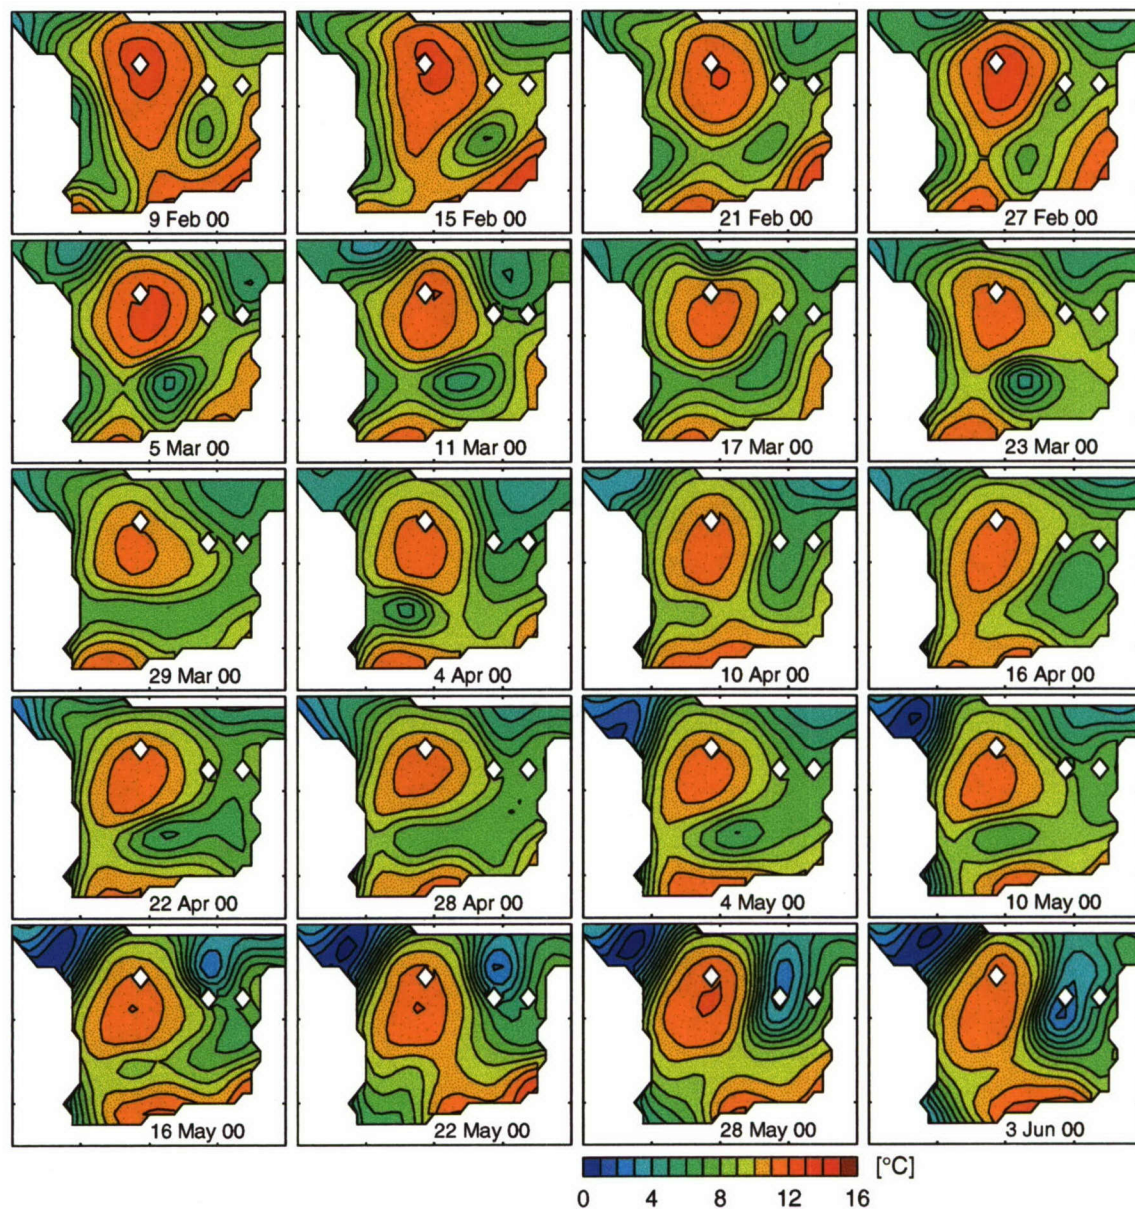 9 Feb 00
15 Feb 00
21 Feb 00
27 Feb 00
5 Mar 00
11 Mar 00
17 Mar 00
23 Mar 00
29 Mar 00
4 Apr 00
10 Apr 00
16 Apr 00
22 Apr 00
28 Apr 00
4 May 00
10 May 00
16 May 00
22 May 00
28 May 00
3 Jun 00
[°C]
0 4 8 12 16